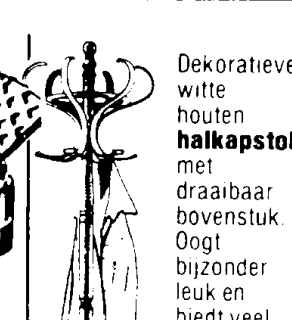 Dekoratieve
witte
houten
halkapstok
met
draaibaar
bovenstuk.
Oogt
bijzonder
leuk en
biedt veel